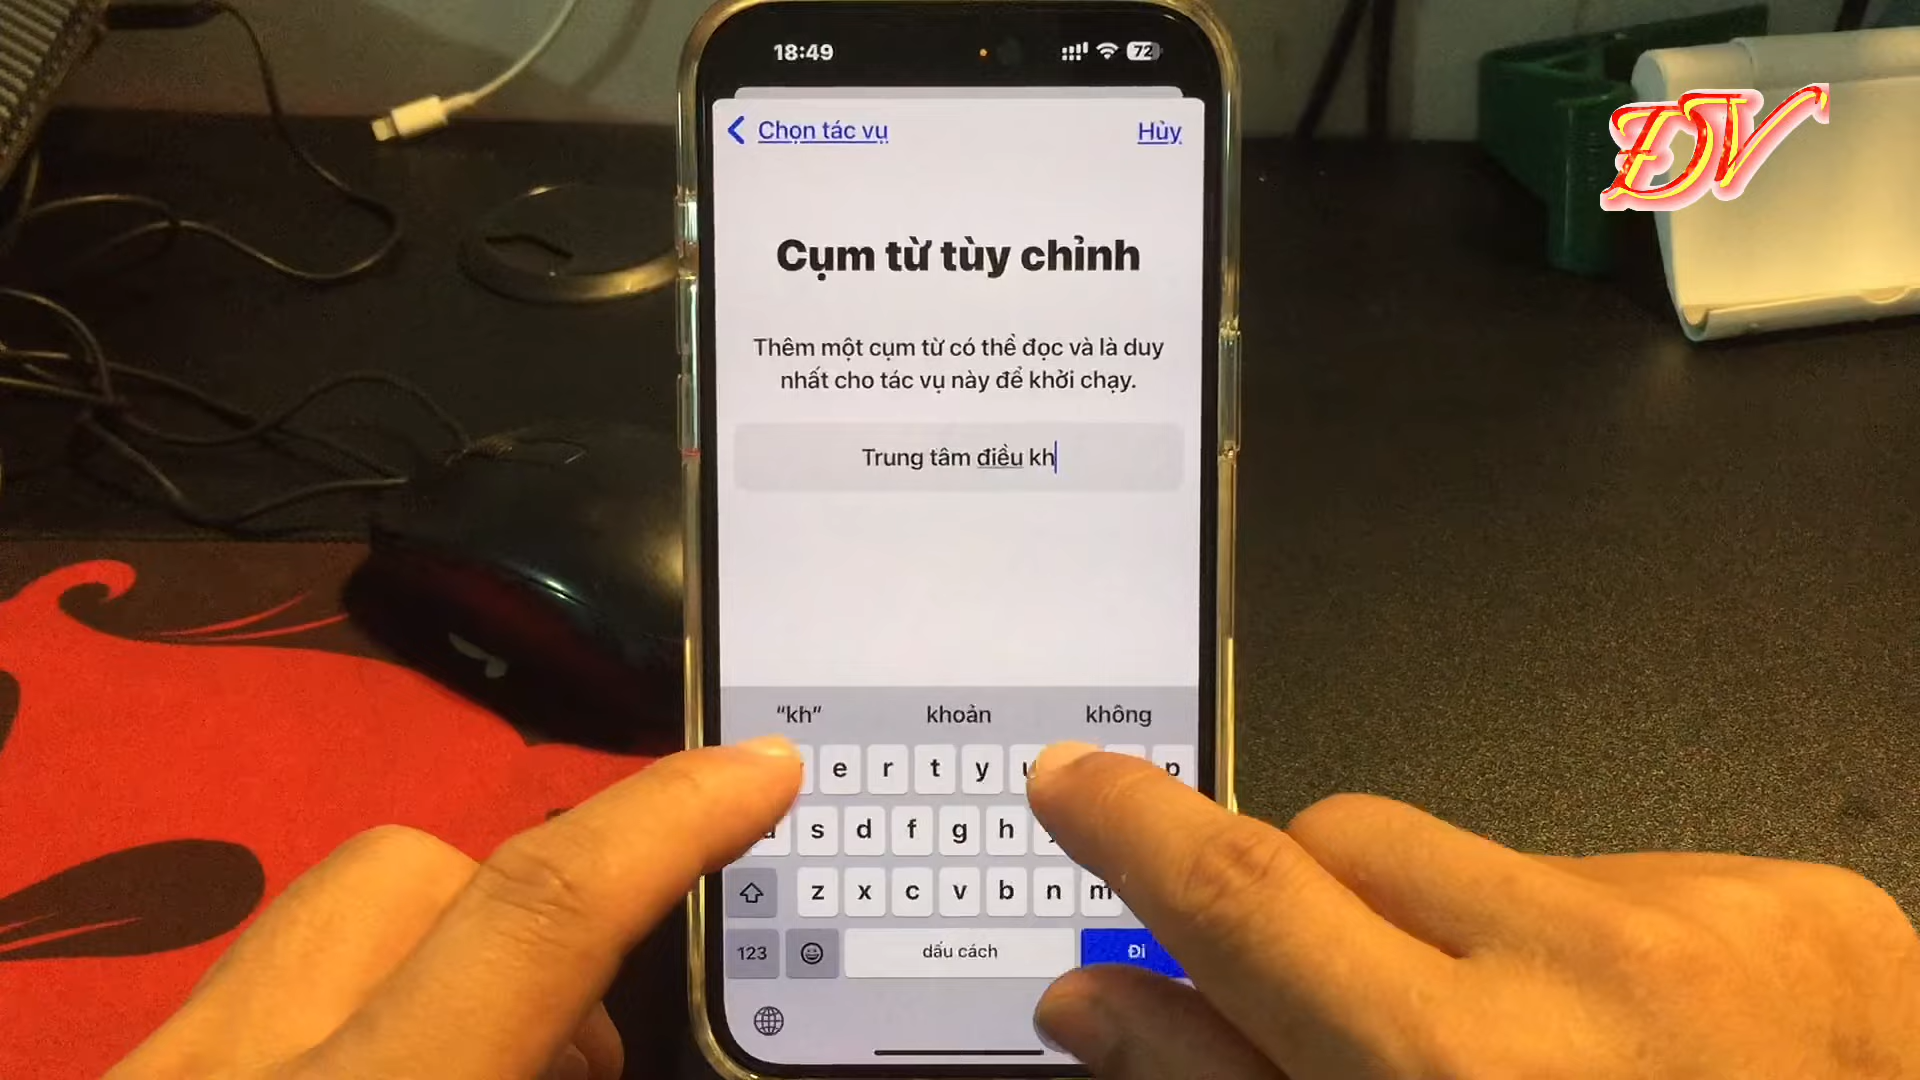 18:49
72
Chọn tác vụ
Hủy
Cụm từ tùy chỉnh
Thêm một cụm từ có thể đọc và là duy
nhất cho tác vụ này để khởi chạy.
Trung tâm điều kh
“kh” khoản không
e r t y u p
s d f g h
z x c v b n m
123 dấu cách Đi
ĐV